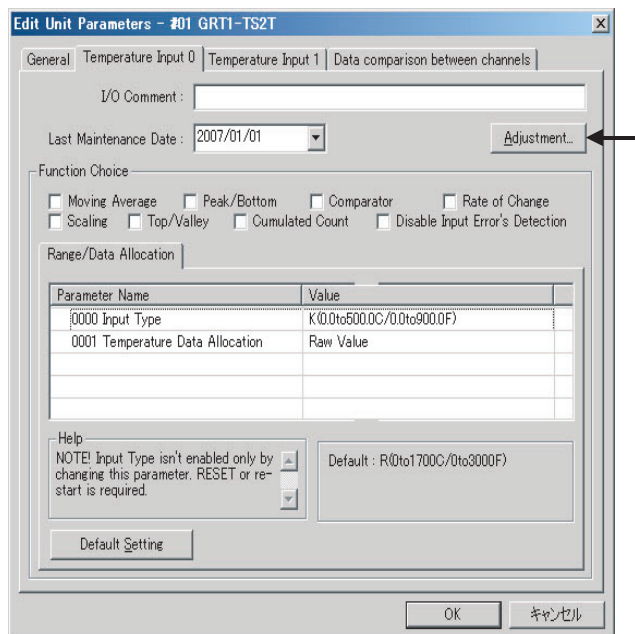 Edit Unit Parameters - #01 GRT1-TS2T
General
Temperature Input 0
Temperature Input 1
Data comparison between channels
I/O Comment :
Last Maintenance Date : 2007/01/01
Adjustment...
Function Choice
Moving Average
Peak/Bottom
Comparator
Rate of Change
Scaling
Top/Valley
Cumulated Count
Disable Input Error's Detection
Range/Data Allocation
Parameter Name Value
0000 Input Type K(0.0to500.0C/0.0to900.0F)
0001 Temperature Data Allocation Raw Value
Help
NOTE! Input Type isn't enabled only by
changing this parameter. RESET or re-
start is required.
Default : R(0to1700C/0to3000F)
Default Setting
OK
キャンセル